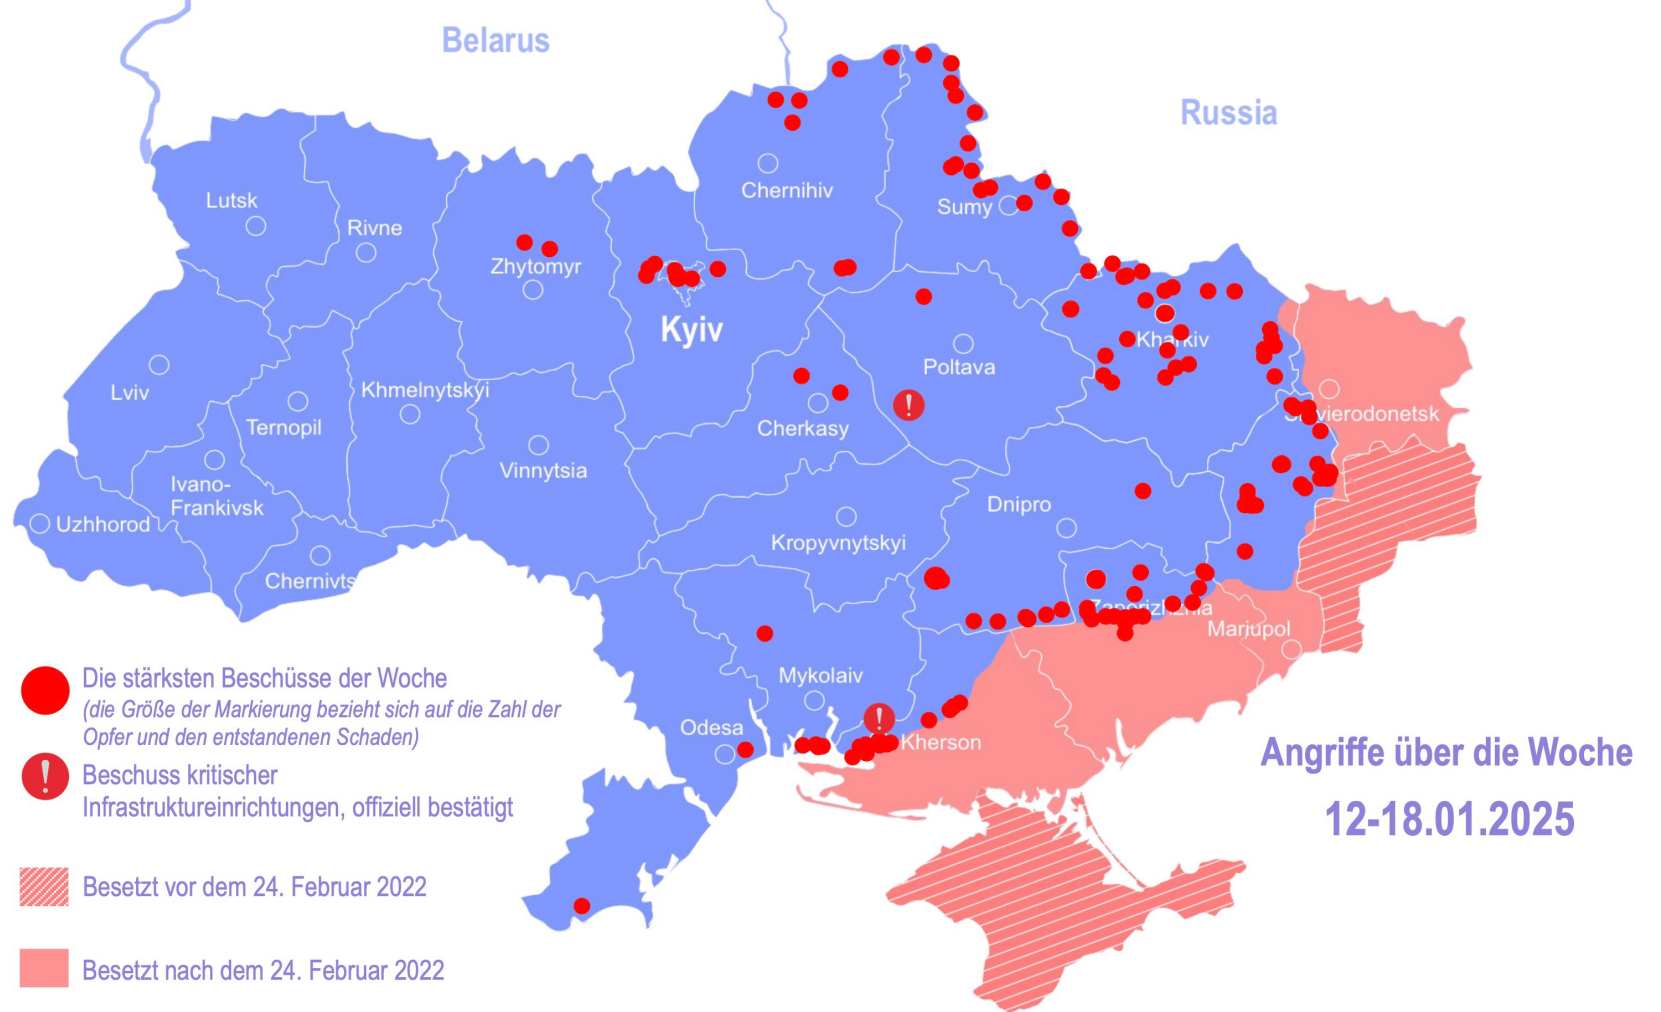 Belarus
Russia
Lutsk
Rivne
Chernihiv
Sumy
Zhytomyr
Kyiv
Kharkiv
Poltava
Lviv
Khmelnytskyi
Ternopil
Cherkasy
Sievierodonetsk
Vinnytsia
Ivano-
Frankivsk
Uzhhorod
Dnipro
Kropyvnytskyi
Chernivts
Zaporizhzhia
Mariupol
Mykolaiv
Odesa
Kherson
Die stärksten Beschüsse der Woche
(die Größe der Markierung bezieht sich auf die Zahl der
Opfer und den entstandenen Schaden)
!
Beschuss kritischer
Infrastruktureinrichtungen, offiziell bestätigt
Besetzt vor dem 24. Februar 2022
Besetzt nach dem 24. Februar 2022
Angriffe über die Woche
12-18.01.2025